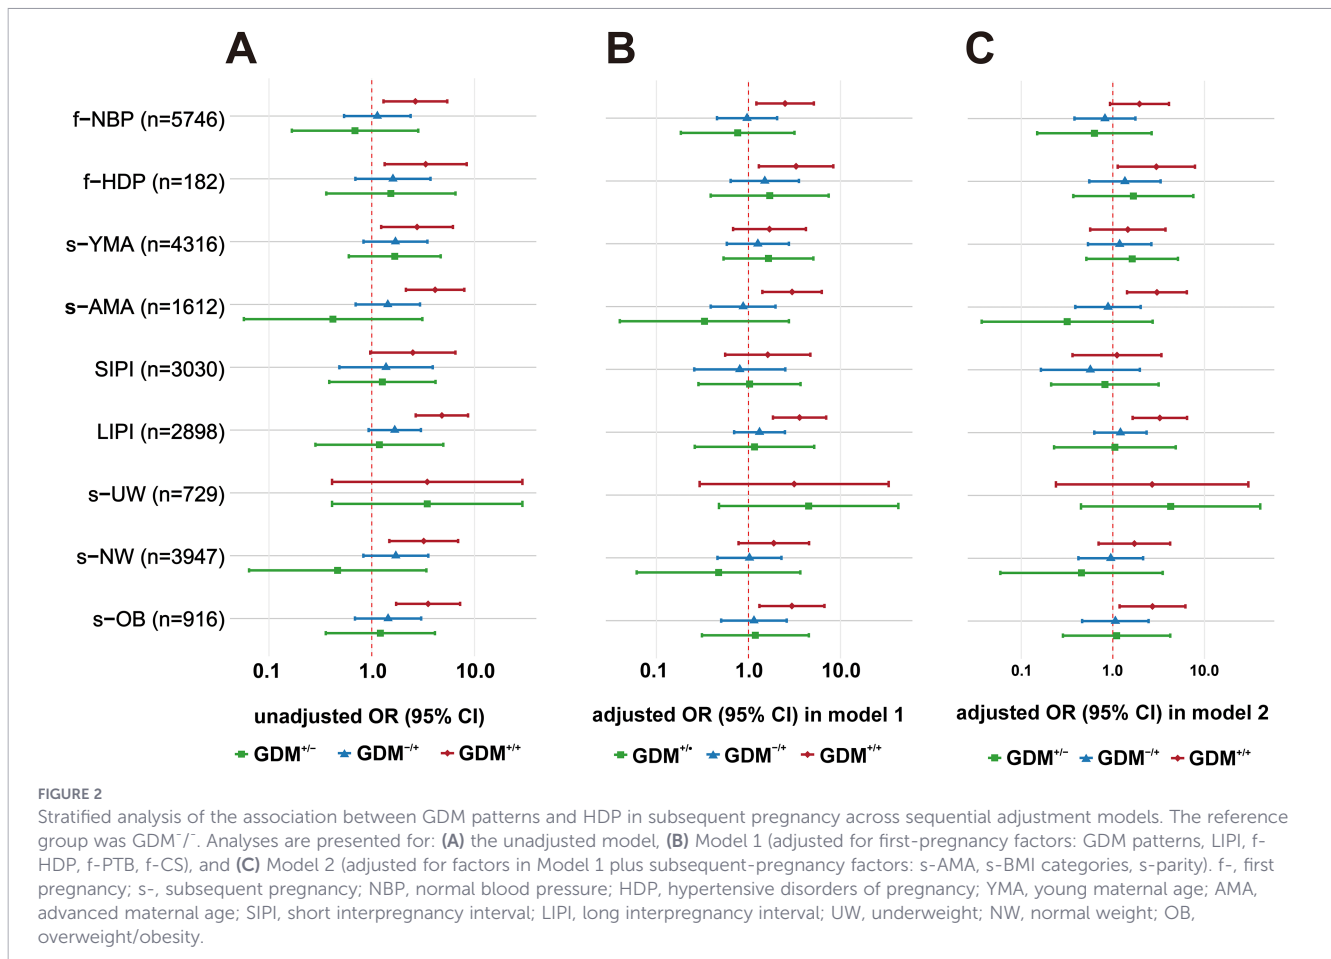 A B C
f−NBP (n=5746)
f−HDP (n=182)
s−YMA (n=4316)
s−AMA (n=1612)
SIPI (n=3030)
LIPI (n=2898)
s−UW (n=729)
s−NW (n=3947)
s−OB (n=916)
0.1 1.0 10.0 0.1 1.0 10.0 0.1 1.0 10.0
unadjusted OR (95% CI) adjusted OR (95% CI) in model 1 adjusted OR (95% CI) in model 2
GDM+/− GDM−/+ GDM+/+ GDM+/• GDM−/+ GDM+/+ GDM+/− GDM−/+ GDM+/+
FIGURE 2
Stratified analysis of the association between GDM patterns and HDP in subsequent pregnancy across sequential adjustment models. The reference
group was GDM⁻/⁻. Analyses are presented for: (A) the unadjusted model, (B) Model 1 (adjusted for first-pregnancy factors: GDM patterns, LIPI, f-
HDP, f-PTB, f-CS), and (C) Model 2 (adjusted for factors in Model 1 plus subsequent-pregnancy factors: s-AMA, s-BMI categories, s-parity). f-, first
pregnancy; s-, subsequent pregnancy; NBP, normal blood pressure; HDP, hypertensive disorders of pregnancy; YMA, young maternal age; AMA,
advanced maternal age; SIPI, short interpregnancy interval; LIPI, long interpregnancy interval; UW, underweight; NW, normal weight; OB,
overweight/obesity.